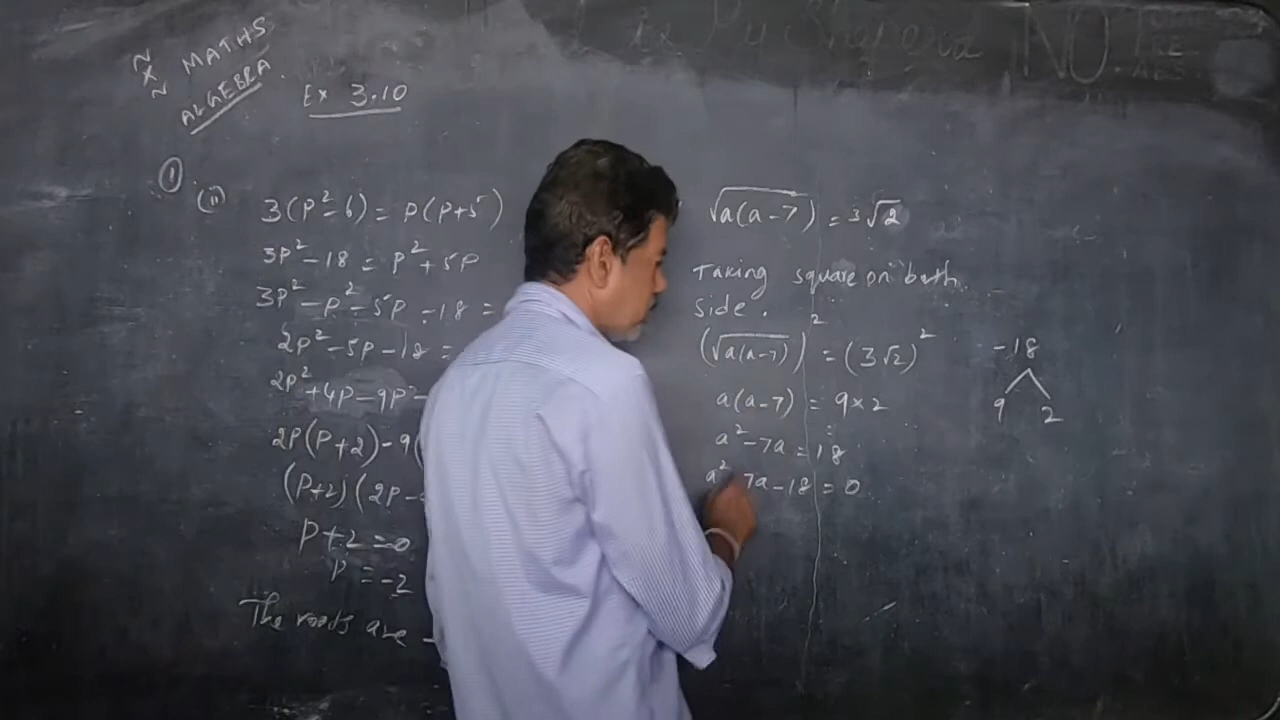 X MATHS
ALGEBRA
Ex 3.10
① (ii)
3(P²-6) = P(P+5)
3P²-18 = P²+5P
3P²-P²-5P-18 =
2P²-5P-18 =
2P²+4P-9P-
2P(P+2)-9(
(P+2)(2P-
P+2=0
P=-2
The roots are -
√a(a-7) = 3√2
Taking square on both
side.
(√a(a-7))² = (3√2)²
a(a-7) = 9×2
a²-7a = 18
a² 7a-18 = 0
-18
9 2
NO.